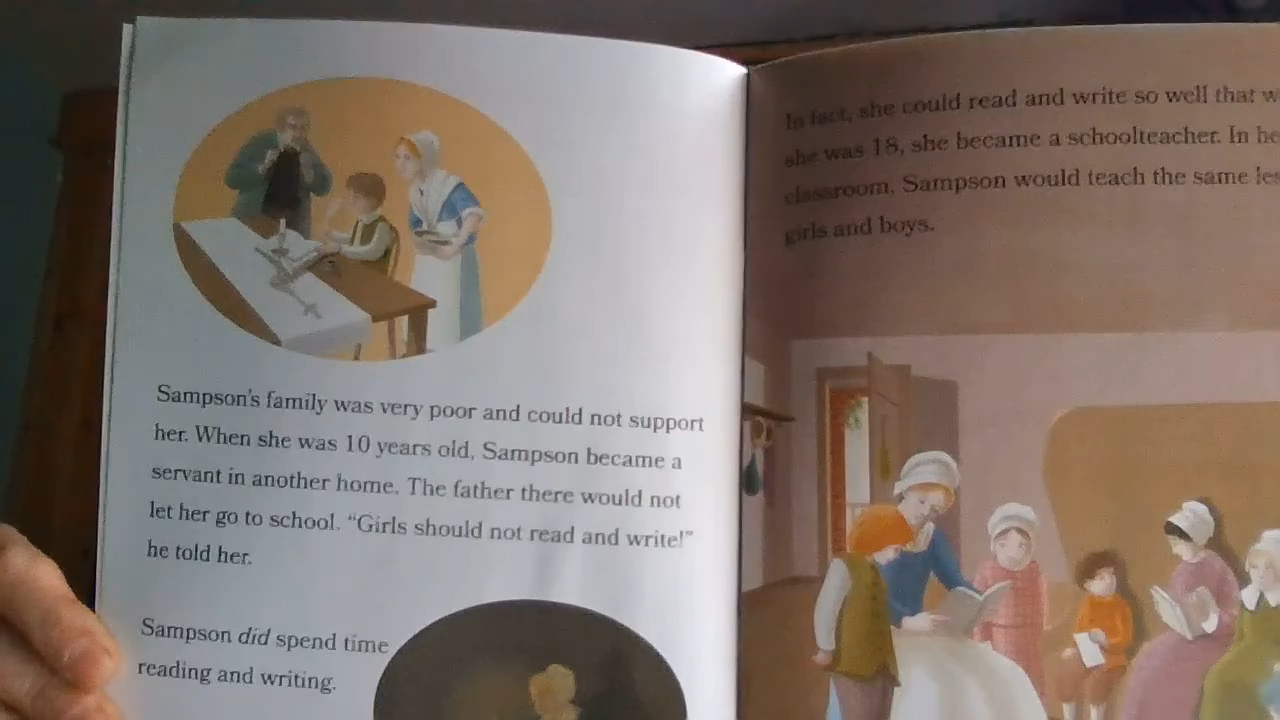 Sampson's family was very poor and could not support
her. When she was 10 years old, Sampson became a
servant in another home. The father there would not
let her go to school. “Girls should not read and write!”
he told her.
Sampson did spend time
reading and writing.
In fact, she could read and write so well that
she was 18, she became a schoolteacher. In
classroom, Sampson would teach the same
girls and boys.